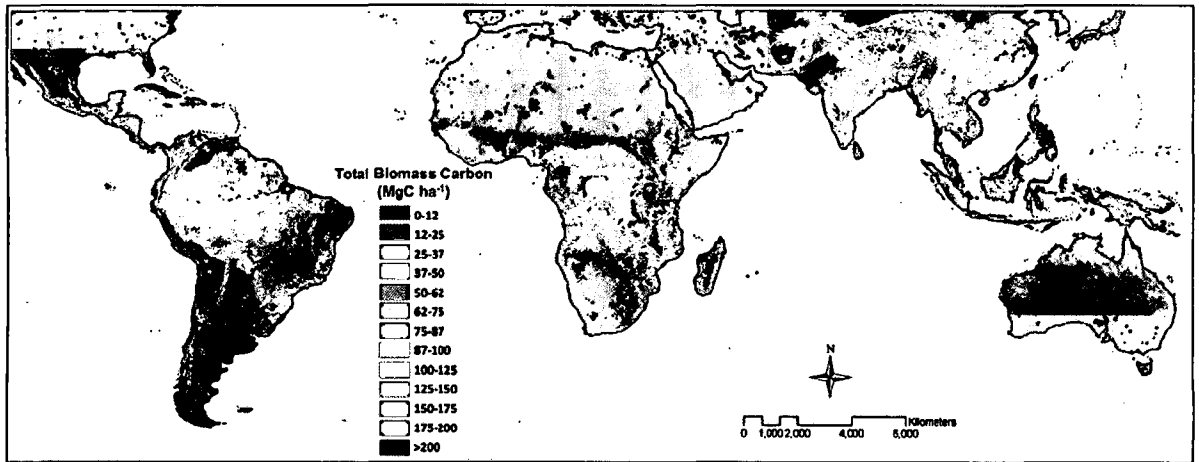 Total Biomass Carbon
(MgC ha⁻¹)
0-12
12-25
25-37
37-50
50-62
62-75
75-87
87-100
100-125
125-150
150-175
175-200
>200
N
Kilometers
0 1,000 2,000 4,000 6,000